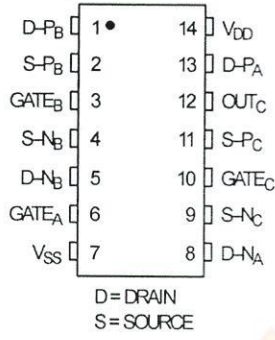 D–PB 1 14 VDD
S–PB 2 13 D–PA
GATEB 3 12 OUTC
S–NB 4 11 S–PC
D–NB 5 10 GATEC
GATEA 6 9 S–NC
VSS 7 8 D–NA
D = DRAIN
S = SOURCE